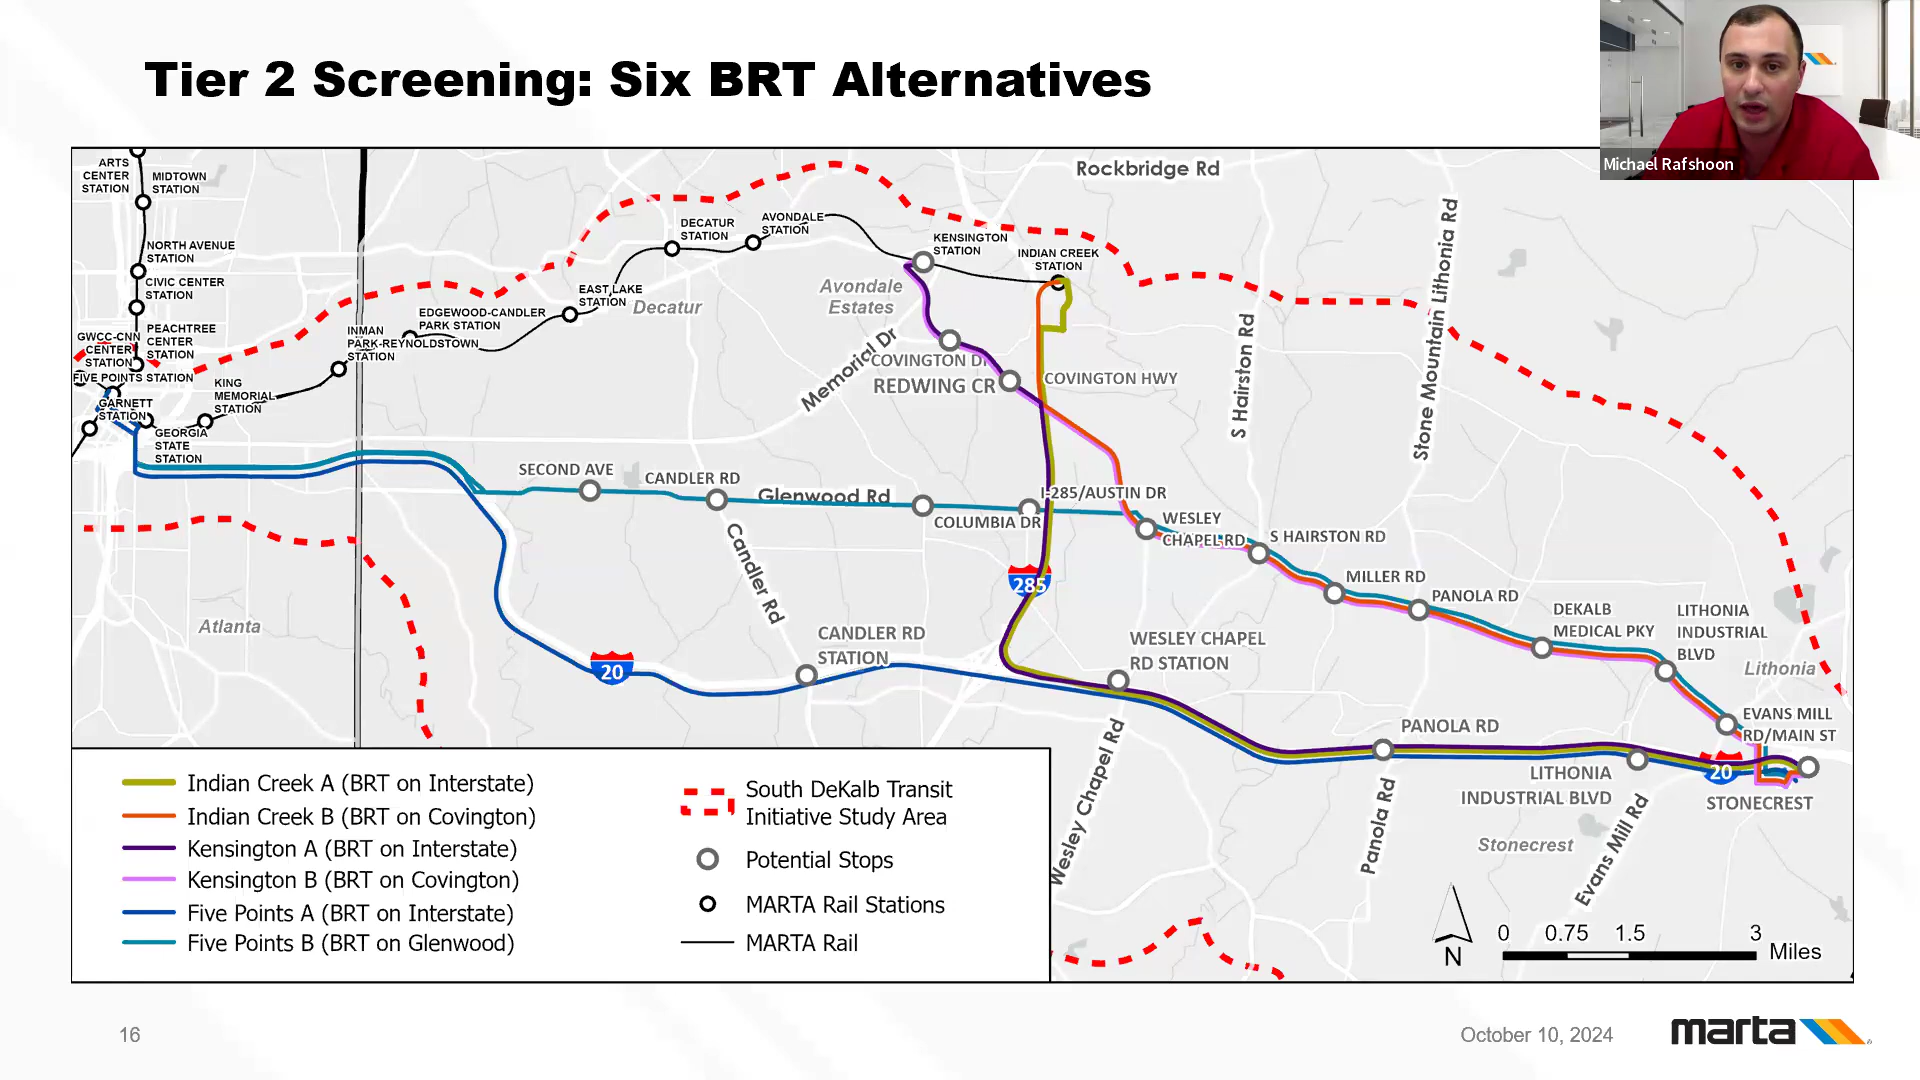 Tier 2 Screening: Six BRT Alternatives
Michael Rafshoon
Rockbridge Rd
ARTS
CENTER
STATION
MIDTOWN
STATION
NORTH AVENUE
STATION
CIVIC CENTER
STATION
PEACHTREE
CENTER
STATION
GWCC-CNN
CENTER
STATION
FIVE POINTS STATION
GARNETT
STATION
GEORGIA
STATE
STATION
KING
MEMORIAL
STATION
INMAN
PARK-REYNOLDSTOWN
STATION
EDGEWOOD-CANDLER
PARK STATION
EAST LAKE
STATION
Decatur
DECATUR
STATION
AVONDALE
STATION
KENSINGTON
STATION
INDIAN CREEK
STATION
Avondale
Estates
Memorial Dr
COVINGTON DR
REDWING CR
COVINGTON HWY
S Hairston Rd
Stone Mountain Lithonia Rd
SECOND AVE
CANDLER RD
Glenwood Rd
COLUMBIA DR
I-285/AUSTIN DR
WESLEY
CHAPEL RD
S HAIRSTON RD
MILLER RD
PANOLA RD
DEKALB
MEDICAL PKY
LITHONIA
INDUSTRIAL
BLVD
Lithonia
EVANS MILL
RD/MAIN ST
Candler Rd
285
Atlanta
20
CANDLER RD
STATION
WESLEY CHAPEL
RD STATION
PANOLA RD
LITHONIA
INDUSTRIAL BLVD
20
STONECREST
Wesley Chapel Rd
Panola Rd
Stonecrest
Evans Mill Rd
Indian Creek A (BRT on Interstate)
Indian Creek B (BRT on Covington)
Kensington A (BRT on Interstate)
Kensington B (BRT on Covington)
Five Points A (BRT on Interstate)
Five Points B (BRT on Glenwood)
South DeKalb Transit
Initiative Study Area
Potential Stops
MARTA Rail Stations
MARTA Rail
N
0 0.75 1.5 3
Miles
16
October 10, 2024
marta